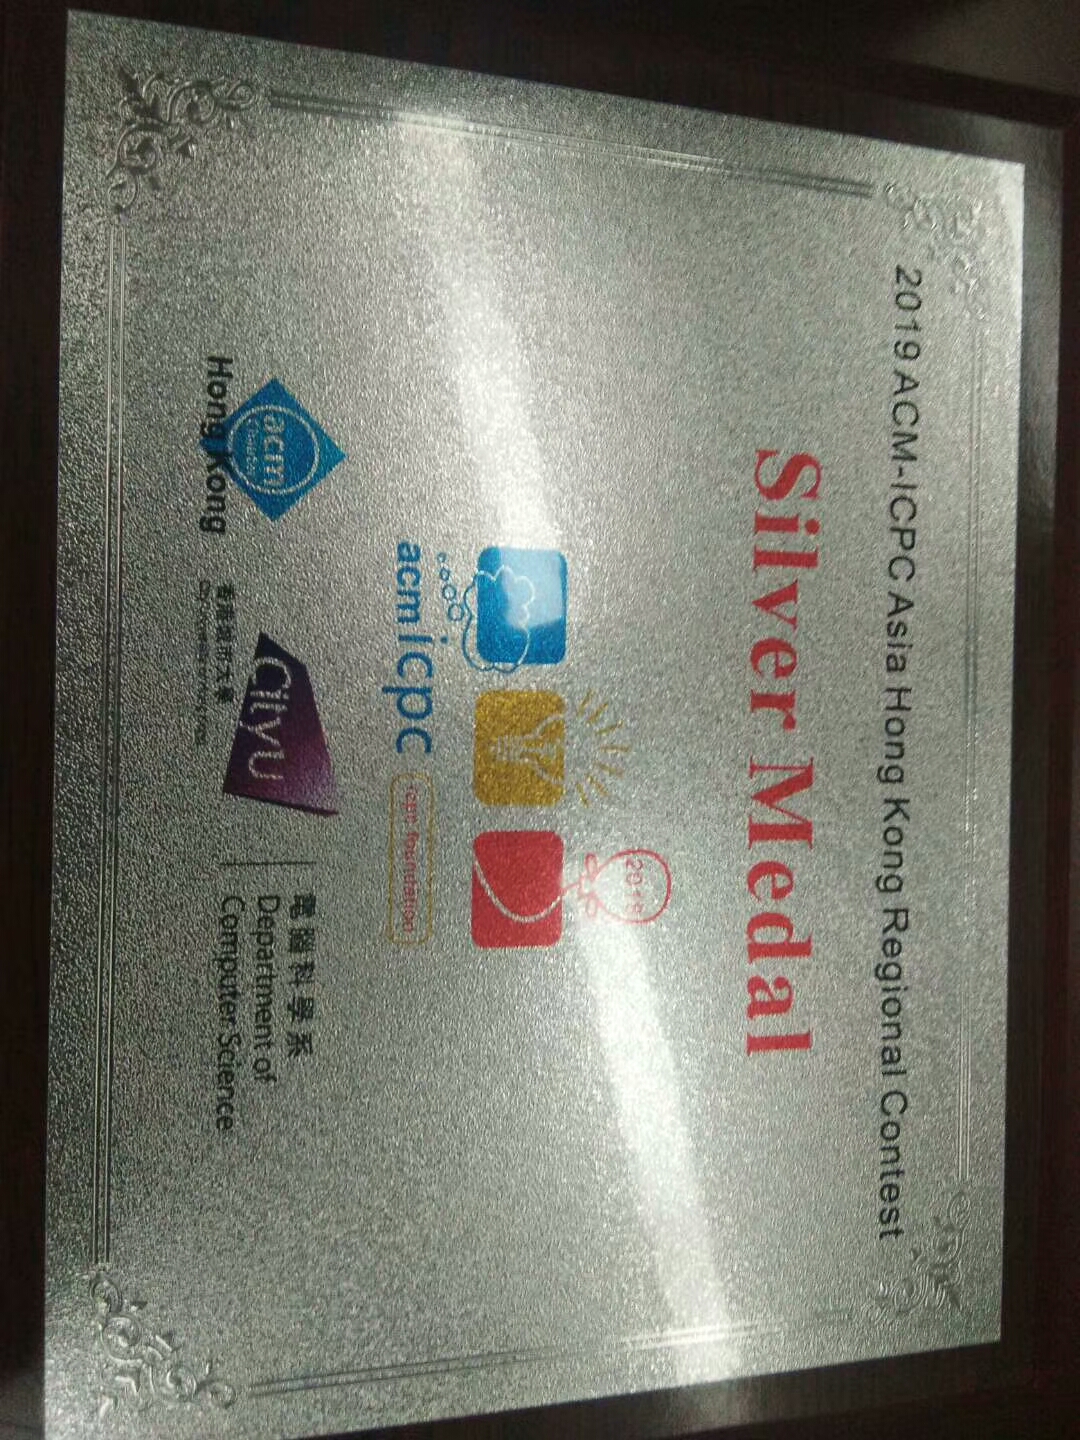 2019 ACM-ICPC Asia Hong Kong Regional Contest
Silver Medal
2019
acm icpc
icpc foundation
acm
chapter
Hong Kong
CityU
香港城市大學
City University of Hong Kong
電腦科學系
Department of
Computer Science